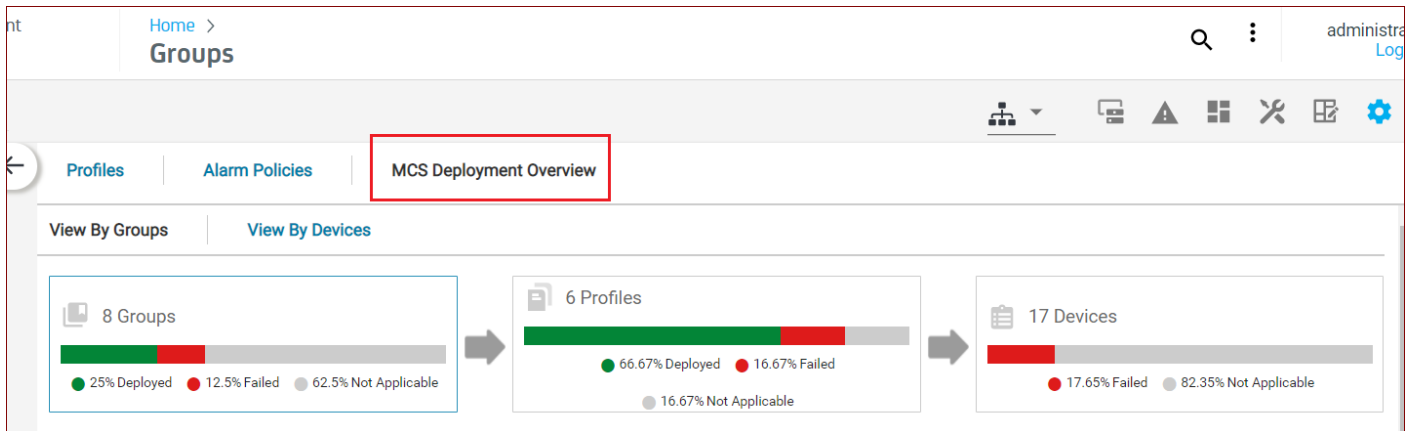 nt
Home >
Groups
administra
Log
Profiles
Alarm Policies
MCS Deployment Overview
View By Groups
View By Devices
8 Groups
25% Deployed 12.5% Failed 62.5% Not Applicable
6 Profiles
66.67% Deployed 16.67% Failed
16.67% Not Applicable
17 Devices
17.65% Failed 82.35% Not Applicable